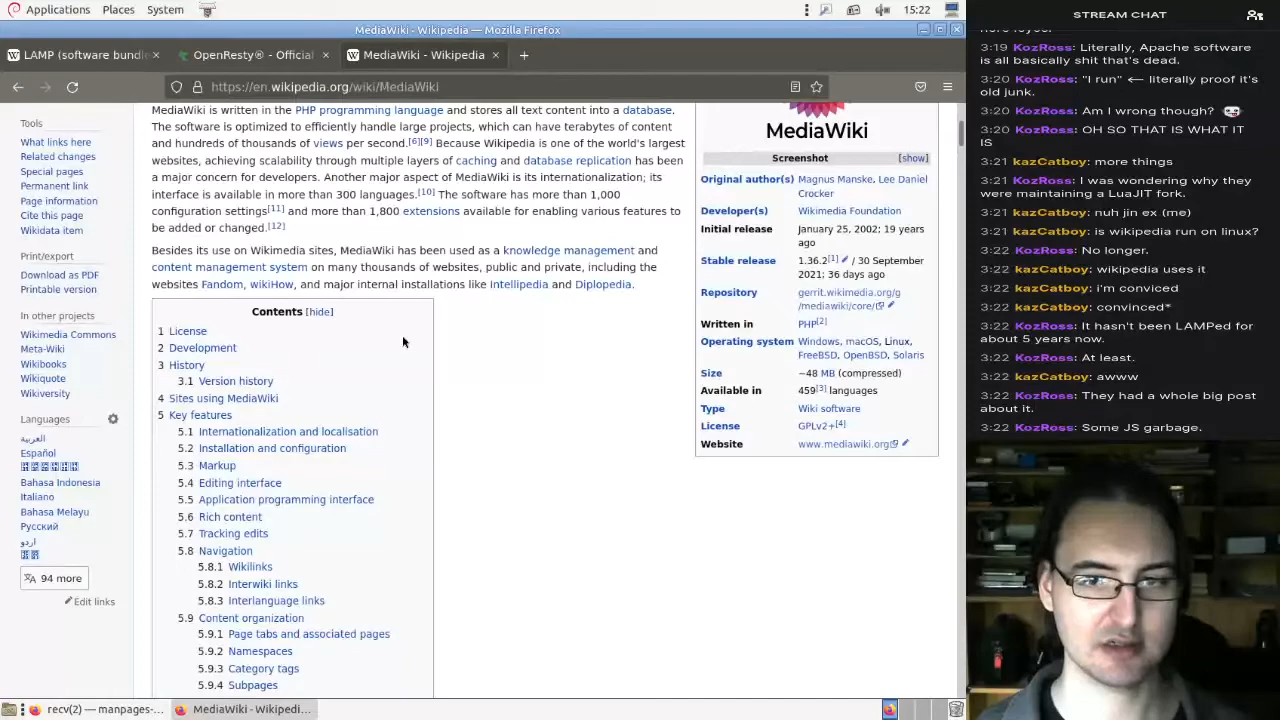 Applications Places System
15:22
MediaWiki - Wikipedia — Mozilla Firefox
LAMP (software bundl
OpenResty® - Official
MediaWiki - Wikipedia
https://en.wikipedia.org/wiki/MediaWiki
Tools
What links here
Related changes
Special pages
Permanent link
Page information
Cite this page
Wikidata item
Print/export
Download as PDF
Printable version
In other projects
Wikimedia Commons
Meta-Wiki
Wikibooks
Wikiquote
Wikiversity
Languages
العربية
Español
Bahasa Indonesia
Italiano
Bahasa Melayu
Русский
اردو
94 more
Edit links
MediaWiki is written in the PHP programming language and stores all text content into a database.
The software is optimized to efficiently handle large projects, which can have terabytes of content
and hundreds of thousands of views per second.[6][9] Because Wikipedia is one of the world's largest
websites, achieving scalability through multiple layers of caching and database replication has been
a major concern for developers. Another major aspect of MediaWiki is its internationalization; its
interface is available in more than 300 languages.[10] The software has more than 1,000
configuration settings[11] and more than 1,800 extensions available for enabling various features to
be added or changed.[12]
Besides its use on Wikimedia sites, MediaWiki has been used as a knowledge management and
content management system on many thousands of websites, public and private, including the
websites Fandom, wikiHow, and major internal installations like Intellipedia and Diplopedia.
Contents [hide]
1 License
2 Development
3 History
3.1 Version history
4 Sites using MediaWiki
5 Key features
5.1 Internationalization and localisation
5.2 Installation and configuration
5.3 Markup
5.4 Editing interface
5.5 Application programming interface
5.6 Rich content
5.7 Tracking edits
5.8 Navigation
5.8.1 Wikilinks
5.8.2 Interwiki links
5.8.3 Interlanguage links
5.9 Content organization
5.9.1 Page tabs and associated pages
5.9.2 Namespaces
5.9.3 Category tags
5.9.4 Subpages
MediaWiki
Screenshot [show]
Original author(s) Magnus Manske, Lee Daniel
Crocker
Developer(s) Wikimedia Foundation
Initial release January 25, 2002; 19 years
ago
Stable release 1.36.2[1] / 30 September
2021; 36 days ago
Repository gerrit.wikimedia.org/g
/mediawiki/core/
Written in PHP[2]
Operating system Windows, macOS, Linux,
FreeBSD, OpenBSD, Solaris
Size ~48 MB (compressed)
Available in 459[3] languages
Type Wiki software
License GPLv2+[4]
Website www.mediawiki.org
recv(2) — manpages-...
MediaWiki - Wikipedi...
STREAM CHAT
3:19 KozRoss: Literally, Apache software
is all basically shit that's dead.
3:20 KozRoss: "I run" <-- literally proof it's
old junk.
3:20 KozRoss: Am I wrong though?
3:20 KozRoss: OH SO THAT IS WHAT IT
IS
3:21 kazCatboy: more things
3:21 KozRoss: I was wondering why they
were maintaining a LuaJIT fork.
3:21 kazCatboy: nuh jin ex (me)
3:21 kazCatboy: is wikipedia run on linux?
3:22 KozRoss: No longer.
3:22 kazCatboy: wikipedia uses it
3:22 kazCatboy: i'm conviced
3:22 kazCatboy: convinced*
3:22 KozRoss: It hasn't been LAMPed for
about 5 years now.
3:22 KozRoss: At least.
3:22 kazCatboy: awww
3:22 KozRoss: They had a whole big post
about it.
3:22 KozRoss: Some JS garbage.